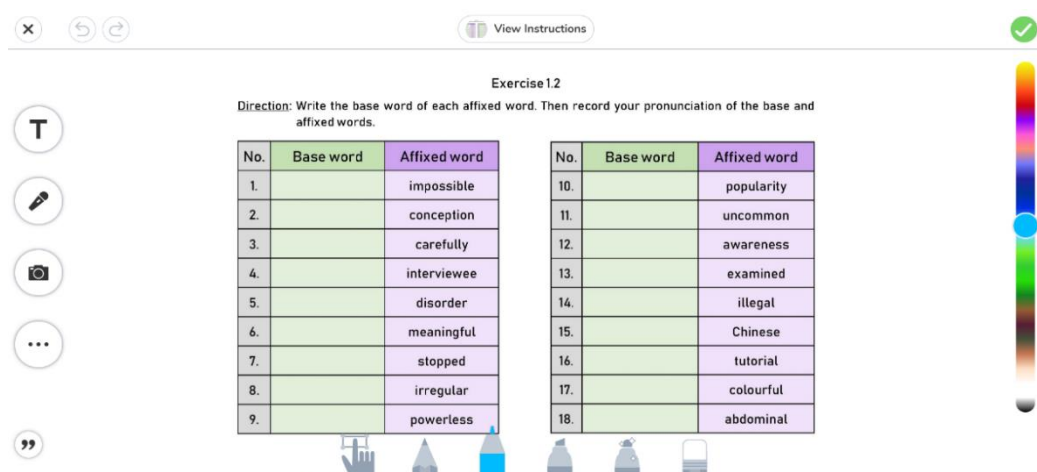 View Instructions
Exercise 1.2
Direction: Write the base word of each affixed word. Then record your pronunciation of the base and
affixed words.
No. Base word Affixed word
1. impossible
2. conception
3. carefully
4. interviewee
5. disorder
6. meaningful
7. stopped
8. irregular
9. powerless
No. Base word Affixed word
10. popularity
11. uncommon
12. awareness
13. examined
14. illegal
15. Chinese
16. tutorial
17. colourful
18. abdominal
T